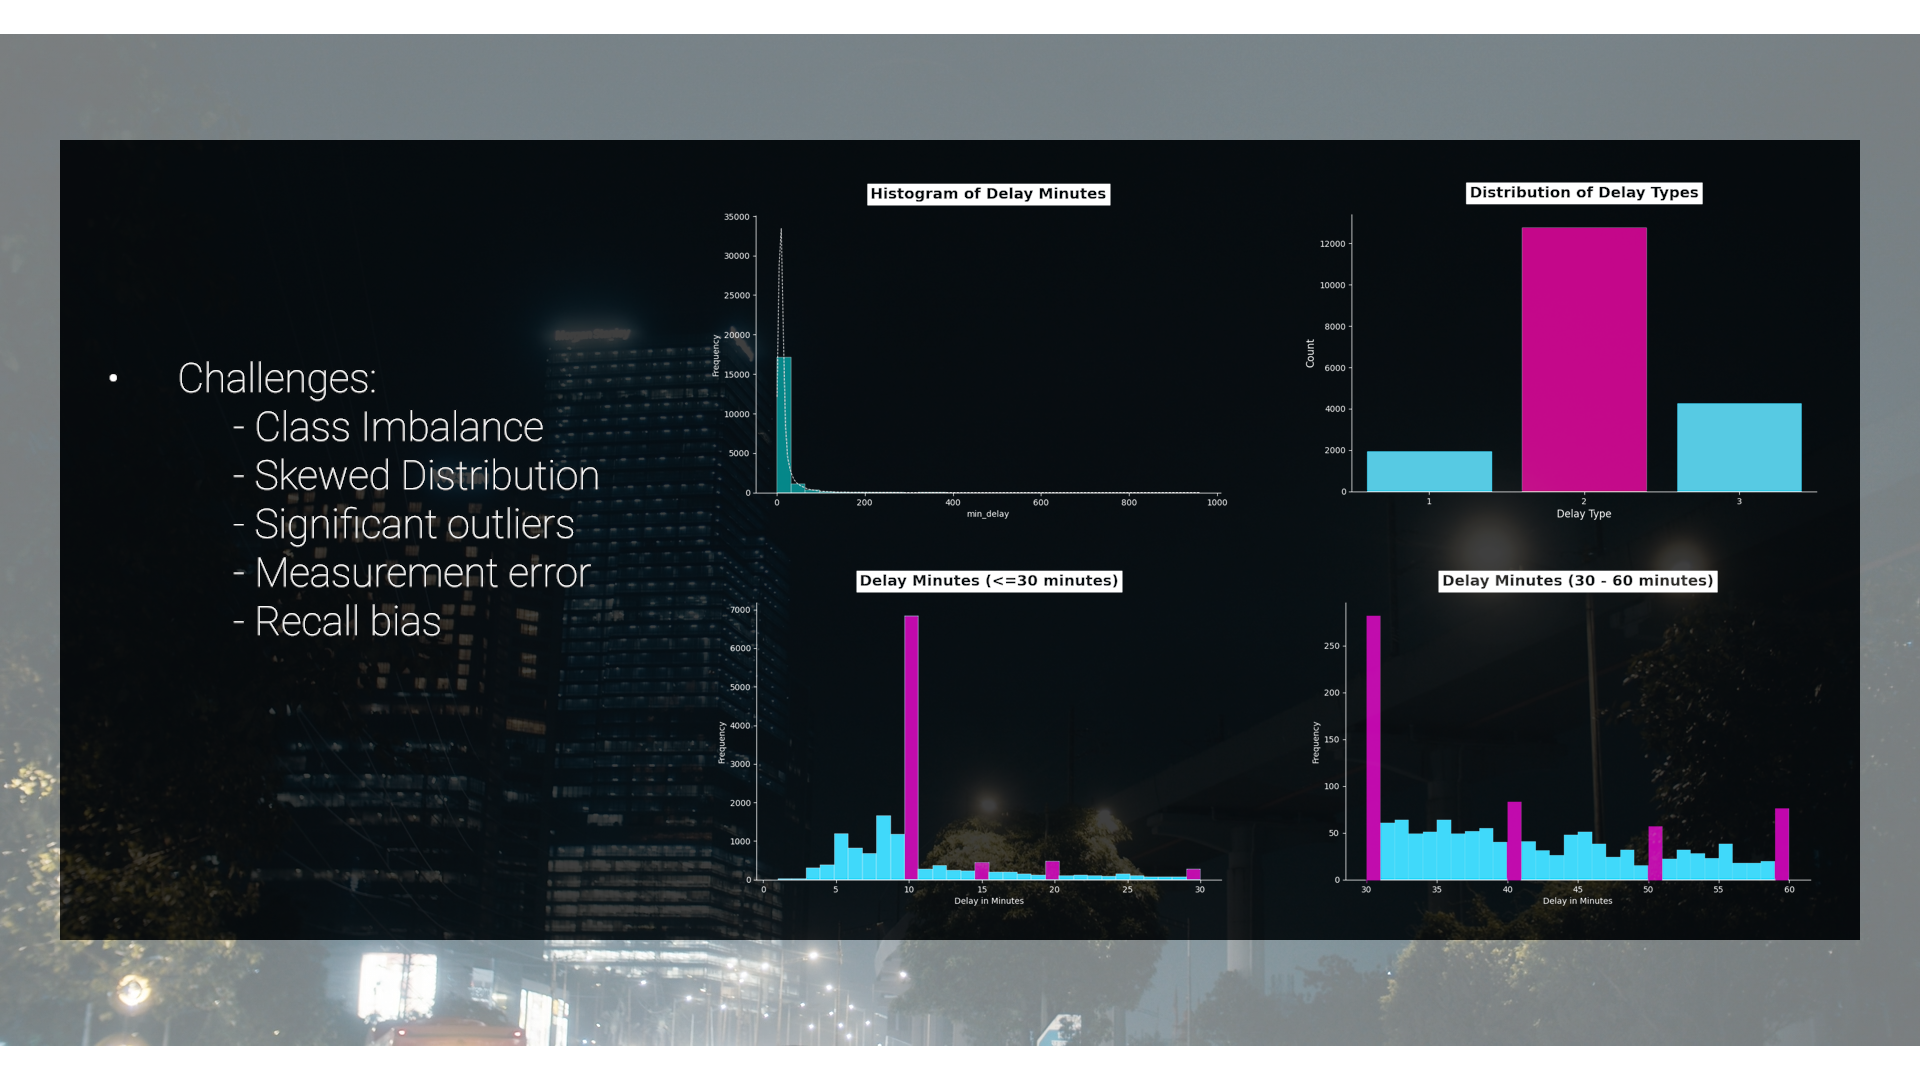 Challenges:
- Class Imbalance
- Skewed Distribution
- Significant outliers
- Measurement error
- Recall bias
Histogram of Delay Minutes
35000
30000
25000
20000
15000
10000
5000
0
Frequency
0 200 400 600 800 1000
min_delay
Distribution of Delay Types
12000
10000
8000
6000
4000
2000
0
Count
1 2 3
Delay Type
Delay Minutes (<=30 minutes)
7000
6000
5000
4000
3000
2000
1000
0
Frequency
0 5 10 15 20 25 30
Delay in Minutes
Delay Minutes (30 - 60 minutes)
250
200
150
100
50
0
Frequency
30 35 40 45 50 55 60
Delay in Minutes